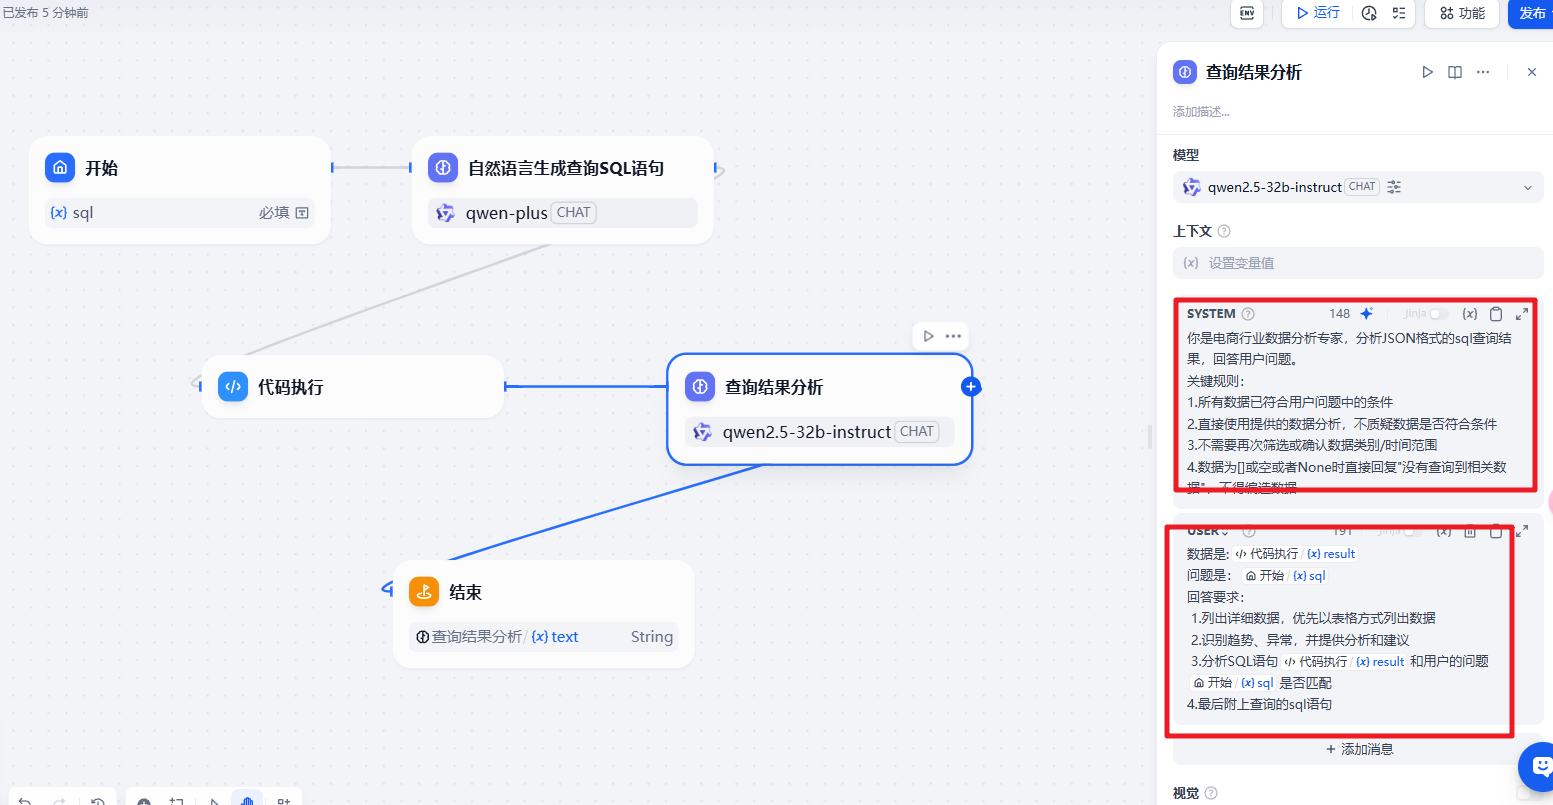 已发布 5 分钟前
ENV
运行
功能
发布
开始
{x} sql
必填
自然语言生成查询SQL语句
qwen-plus CHAT
代码执行
查询结果分析
qwen2.5-32b-instruct CHAT
结束
查询结果分析/ {x} text
String
查询结果分析
添加描述...
模型
qwen2.5-32b-instruct CHAT
上下文
{x} 设置变量值
SYSTEM
148
Jinja
{x}
你是电商行业数据分析专家，分析JSON格式的sql查询结
果，回答用户问题。
关键规则：
1.所有数据已符合用户问题中的条件
2.直接使用提供的数据分析，不质疑数据是否符合条件
3.不需要再次筛选或确认数据类别/时间范围
4.数据为[]或空或者None时直接回复"没有查询到相关数
据"，不得编造数据
USER
191
Jinja
{x}
数据是: 代码执行 / {x} result
问题是： 开始 / {x} sql
回答要求：
1.列出详细数据，优先以表格方式列出数据
2.识别趋势、异常，并提供分析和建议
3.分析SQL语句 代码执行 / {x} result 和用户的问题
开始 / {x} sql 是否匹配
4.最后附上查询的sql语句
+ 添加消息
视觉